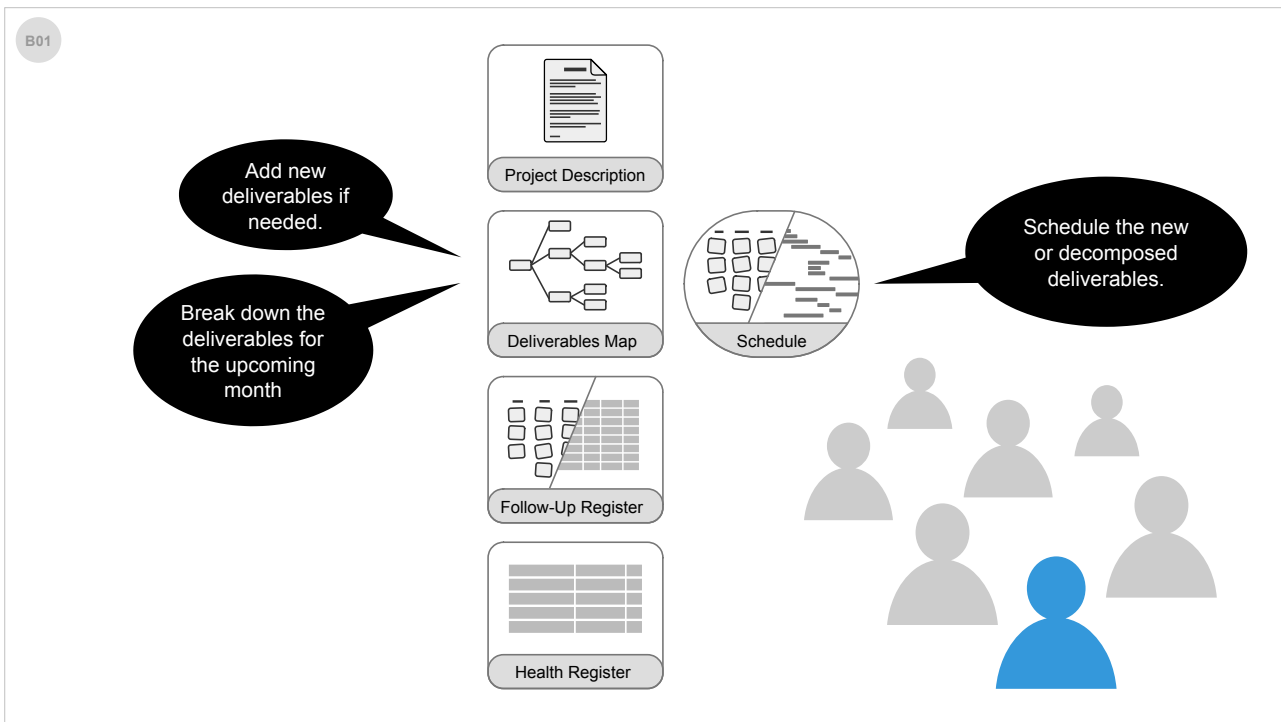 B01
Project Description
Add new
deliverables if
needed.
Break down the
deliverables for
the upcoming
month
Deliverables Map
Schedule
Schedule the new
or decomposed
deliverables.
Follow-Up Register
Health Register